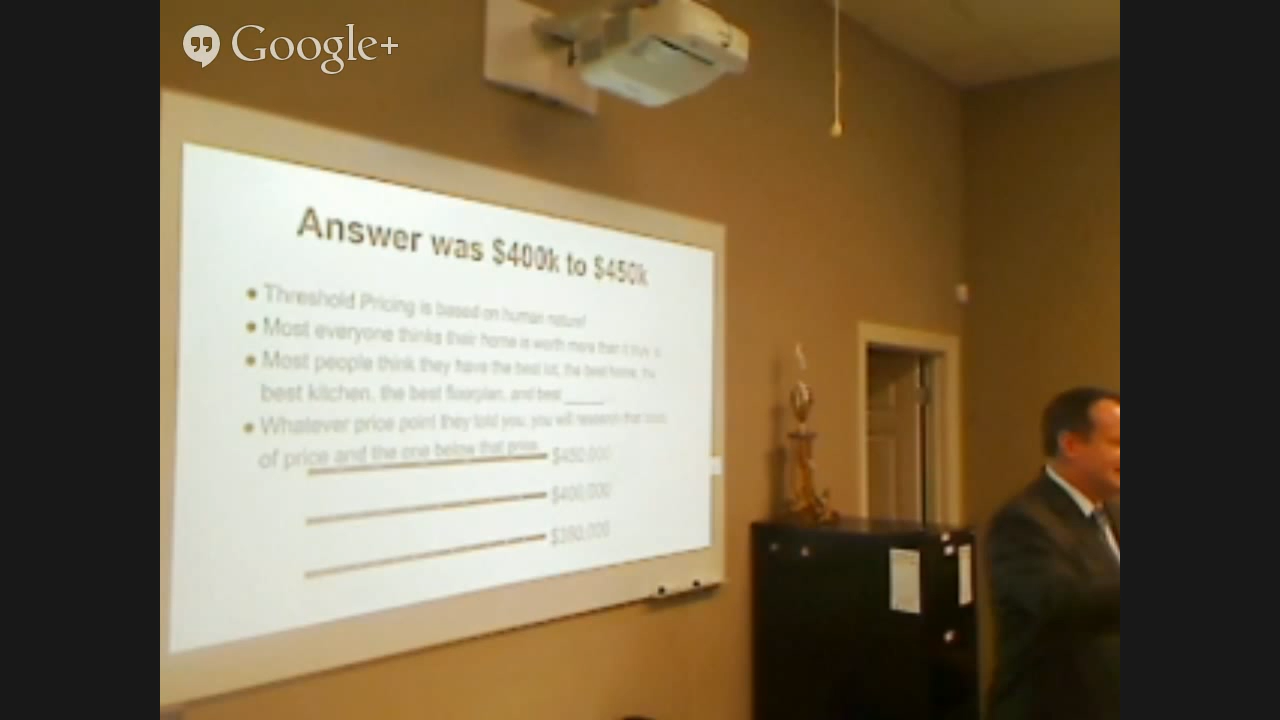 Google+
Answer was $400k to $450k
Threshold Pricing is based on human nature!
Most everyone thinks their home is worth more than it truly is
Most people think they have the best lot, the best home, the
best kitchen, the best floorplan, and best _____
Whatever price point they told you, you will research that
of price and the one below that price.
$450,000
$400,000
$350,000